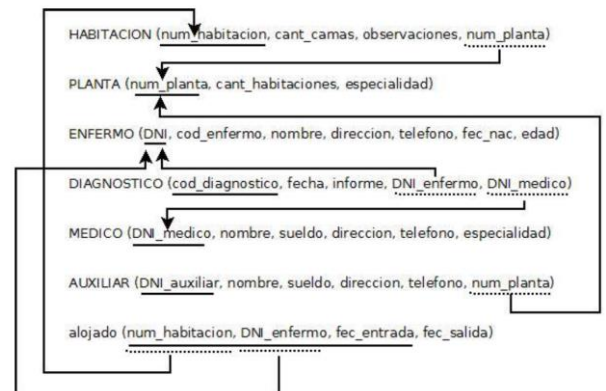 HABITACION (num_habitacion, cant_camas, observaciones, num_planta)
PLANTA (num_planta, cant_habitaciones, especialidad)
ENFERMO (DNI, cod_enfermo, nombre, direccion, telefono, fec_nac, edad)
DIAGNOSTICO (cod_diagnostico, fecha, informe, DNI_enfermo, DNI_medico)
MEDICO (DNI_medico, nombre, sueldo, direccion, telefono, especialidad)
AUXILIAR (DNI_auxiliar, nombre, sueldo, direccion, telefono, num_planta)
alojado (num_habitacion, DNI_enfermo, fec_entrada, fec_salida)